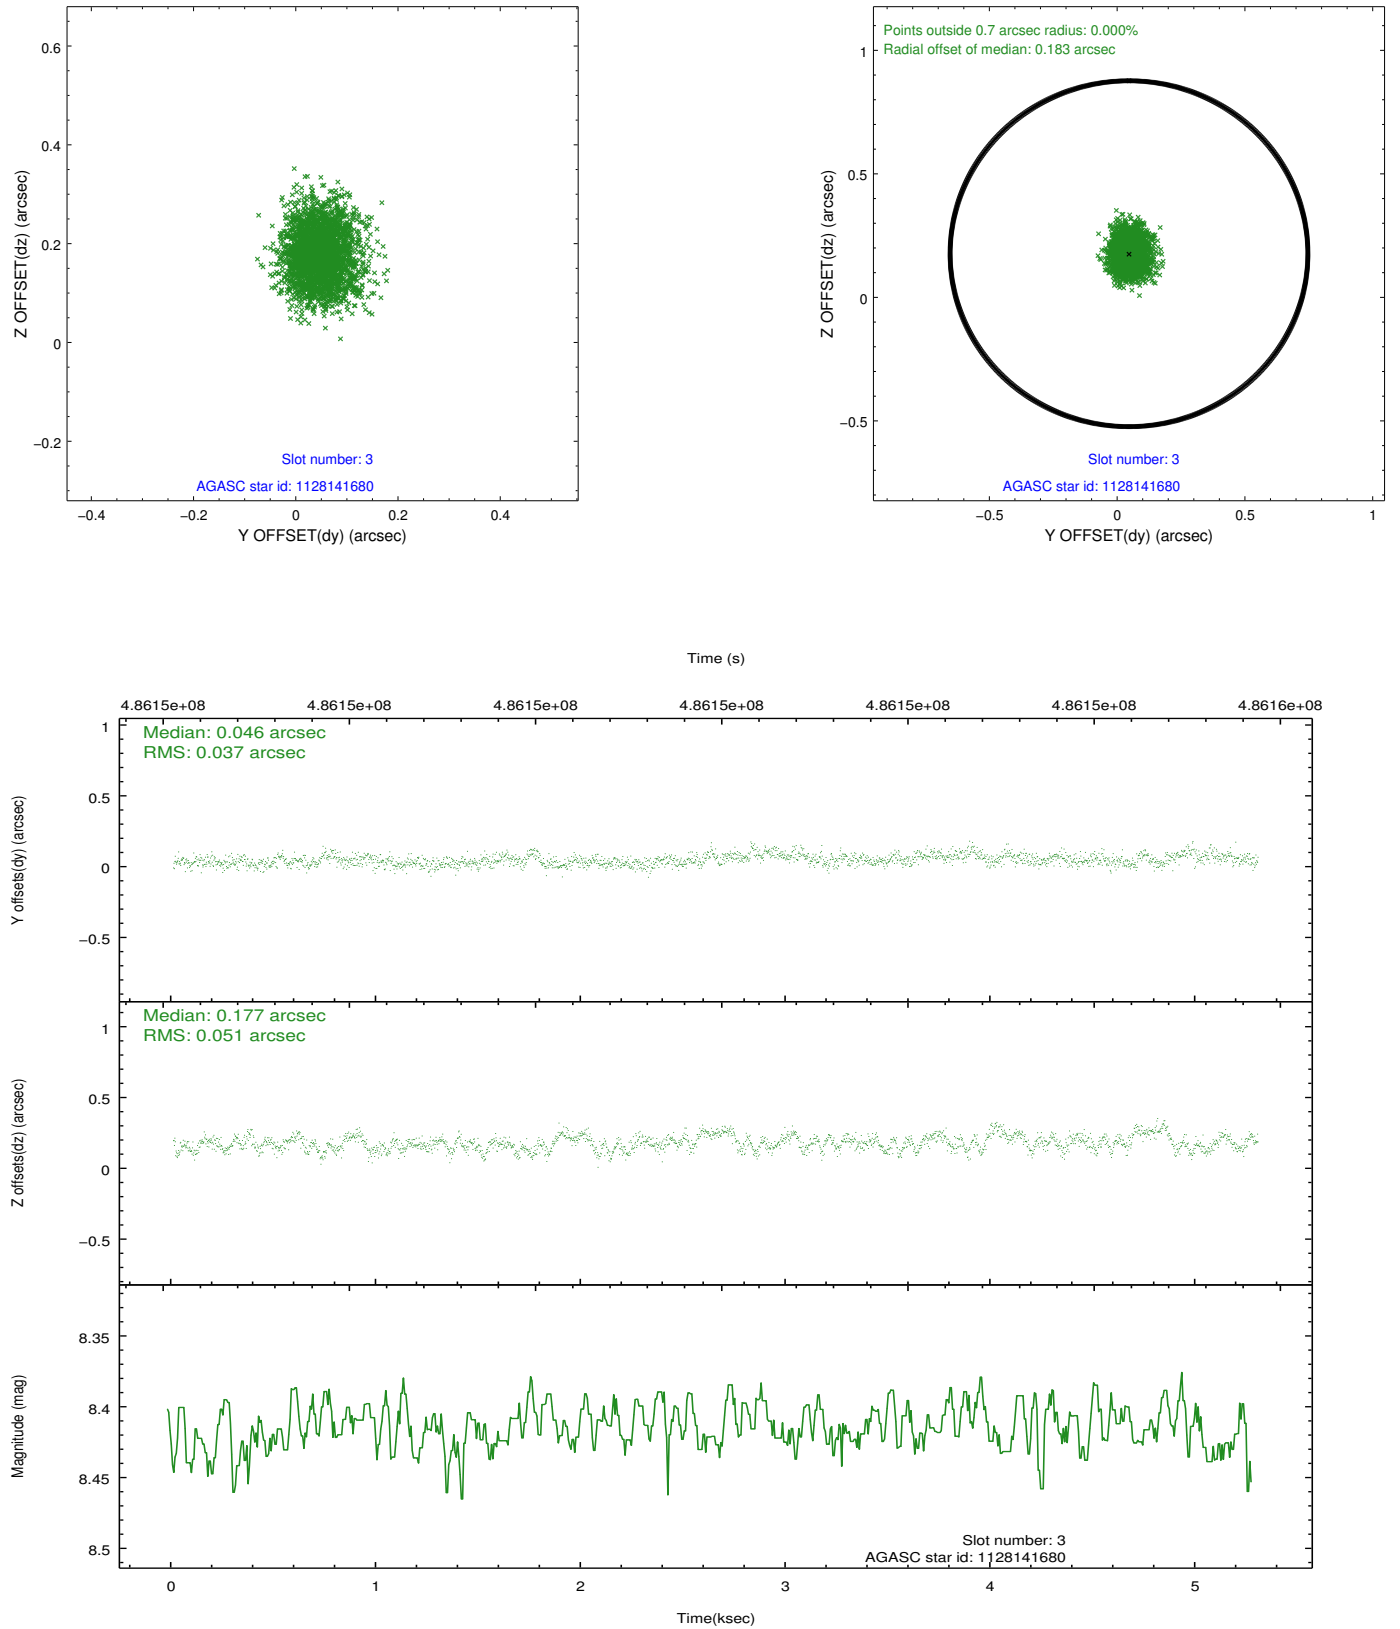 0.6
0.4
0.2
0
−0.2
Z OFFSET(dz) (arcsec)
Slot number: 3
AGASC star id: 1128141680
−0.4 −0.2 0 0.2 0.4
Y OFFSET(dy) (arcsec)
Points outside 0.7 arcsec radius: 0.000%
Radial offset of median: 0.183 arcsec
1
0.5
0
−0.5
Z OFFSET(dz) (arcsec)
Slot number: 3
AGASC star id: 1128141680
−0.5 0 0.5 1
Y OFFSET(dy) (arcsec)
Time (s)
4.8615e+08 4.8615e+08 4.8615e+08 4.8615e+08 4.8615e+08 4.8615e+08 4.8616e+08
Median: 0.046 arcsec
RMS: 0.037 arcsec
1
0.5
0
−0.5
Y offsets(dy) (arcsec)
Median: 0.177 arcsec
RMS: 0.051 arcsec
1
0.5
0
−0.5
Z offsets(dz) (arcsec)
8.35
8.4
8.45
8.5
Magnitude (mag)
Slot number: 3
AGASC star id: 1128141680
0 1 2 3 4 5
Time(ksec)